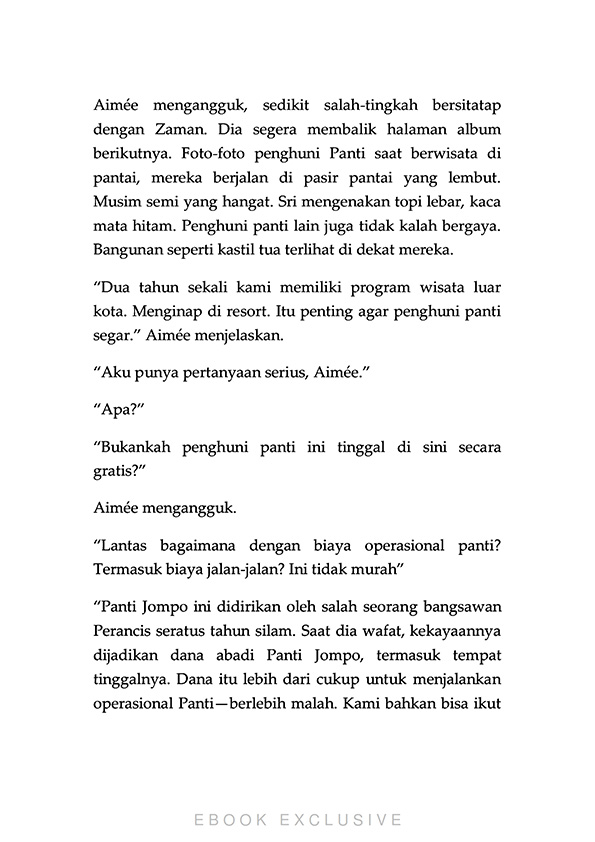 Aimée mengangguk, sedikit salah-tingkah bersitatap
dengan Zaman. Dia segera membalik halaman album
berikutnya. Foto-foto penghuni Panti saat berwisata di
pantai, mereka berjalan di pasir pantai yang lembut.
Musim semi yang hangat. Sri mengenakan topi lebar, kaca
mata hitam. Penghuni panti lain juga tidak kalah bergaya.
Bangunan seperti kastil tua terlihat di dekat mereka.
“Dua tahun sekali kami memiliki program wisata luar
kota. Menginap di resort. Itu penting agar penghuni panti
segar.” Aimée menjelaskan.
“Aku punya pertanyaan serius, Aimée.”
“Apa?”
“Bukankah penghuni panti ini tinggal di sini secara
gratis?”
Aimée mengangguk.
“Lantas bagaimana dengan biaya operasional panti?
Termasuk biaya jalan-jalan? Ini tidak murah”
“Panti Jompo ini didirikan oleh salah seorang bangsawan
Perancis seratus tahun silam. Saat dia wafat, kekayaannya
dijadikan dana abadi Panti Jompo, termasuk tempat
tinggalnya. Dana itu lebih dari cukup untuk menjalankan
operasional Panti—berlebih malah. Kami bahkan bisa ikut
EBOOK EXCLUSIVE